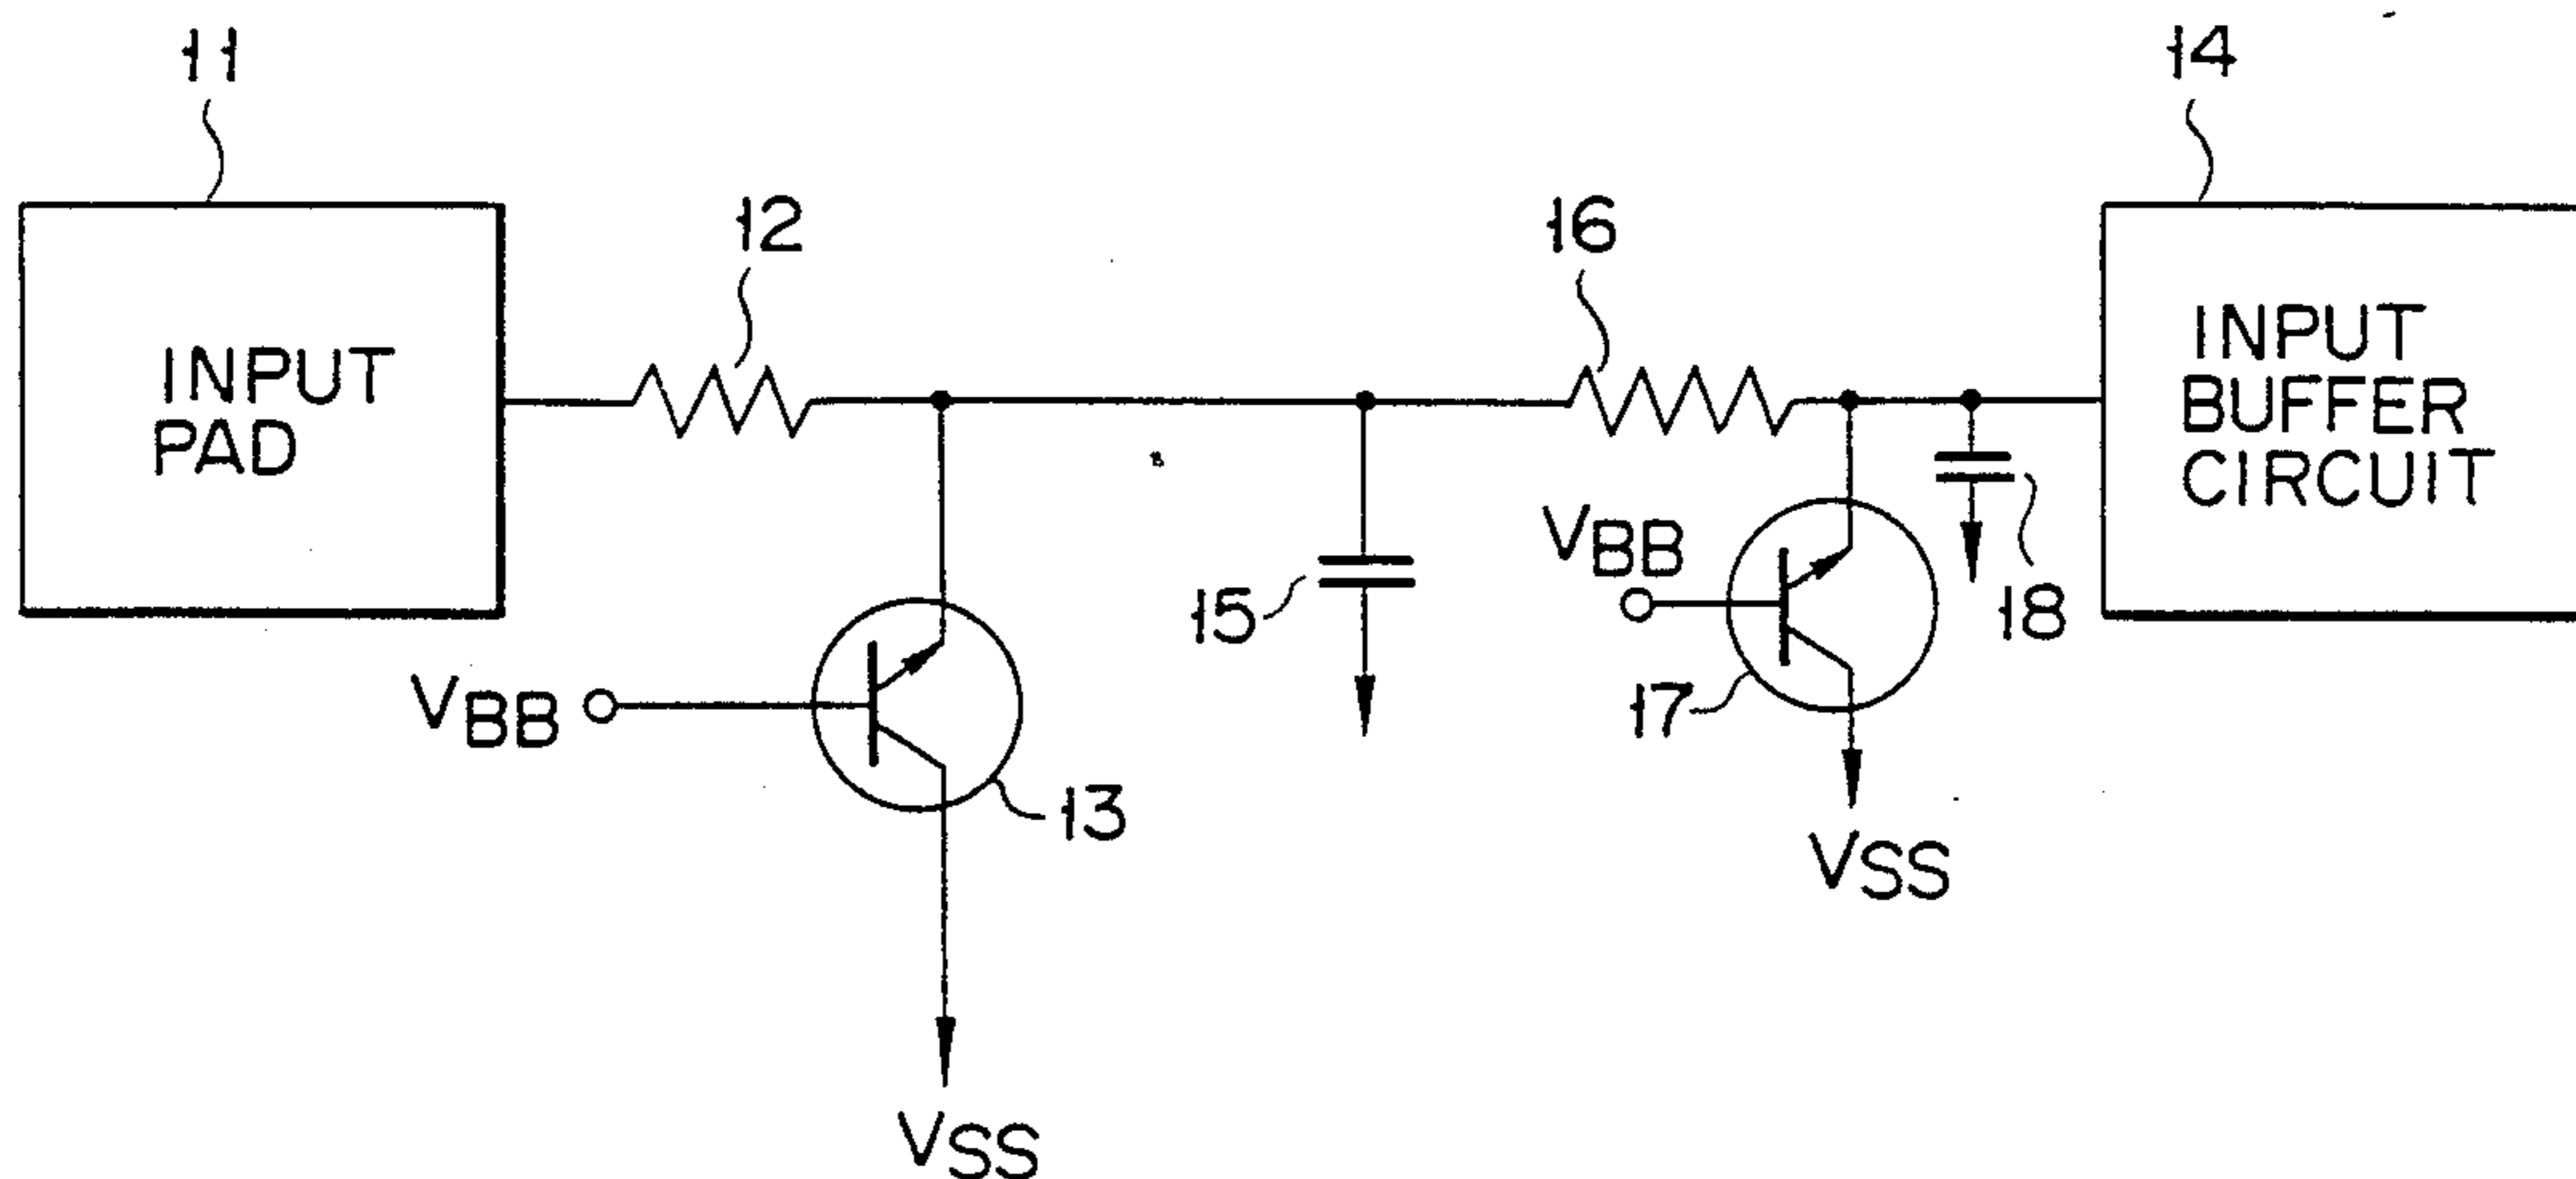 11
14
12
16
INPUT
PAD
INPUT
BUFFER
CIRCUIT
VBB
15
18
VBB
17
13
VSS
VSS